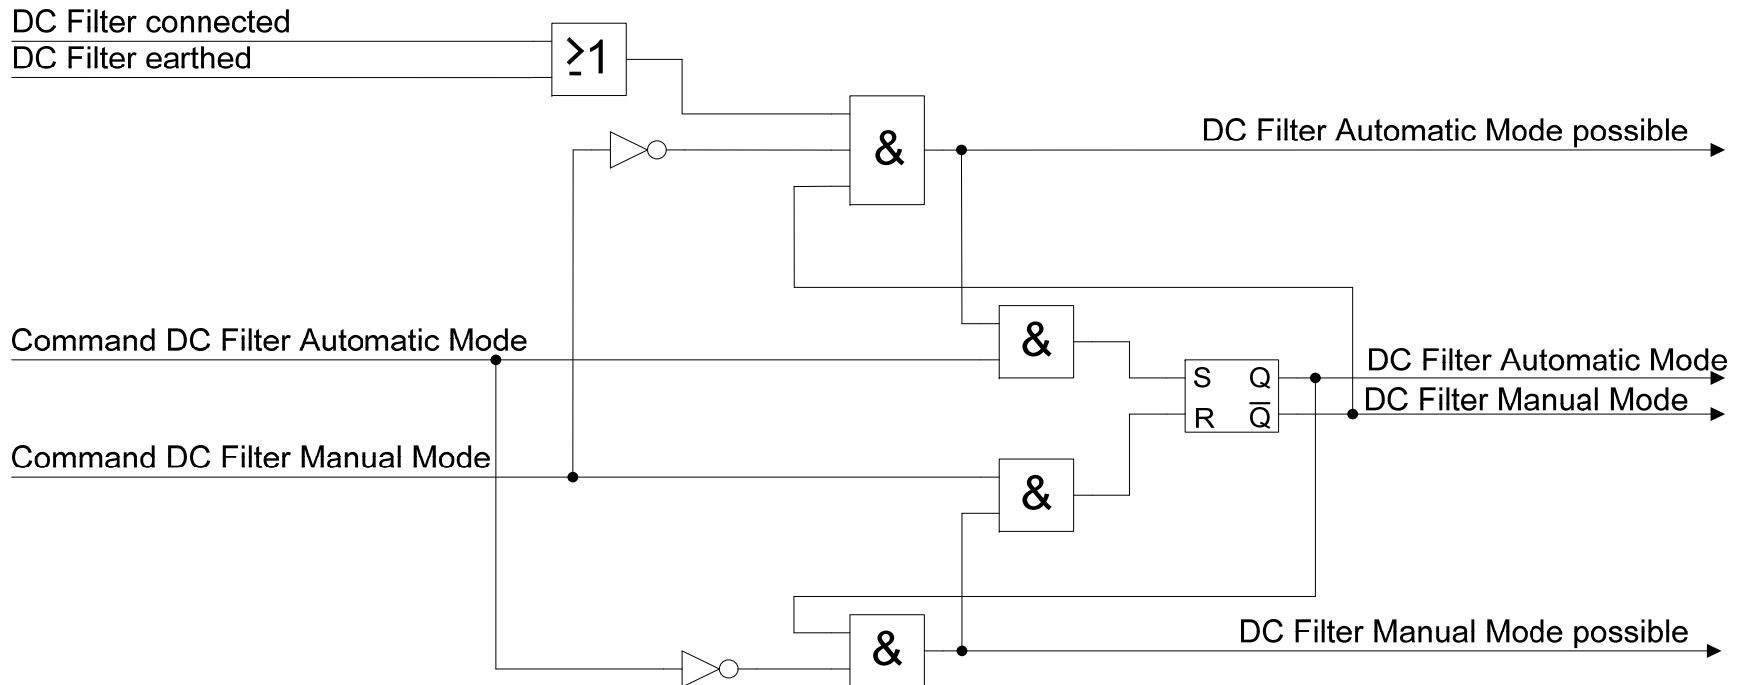 DC Filter connected
DC Filter earthed
≥1
&
DC Filter Automatic Mode possible
Command DC Filter Automatic Mode
&
DC Filter Automatic Mode
S Q
DC Filter Manual Mode
R Q̅
Command DC Filter Manual Mode
&
DC Filter Manual Mode possible
&